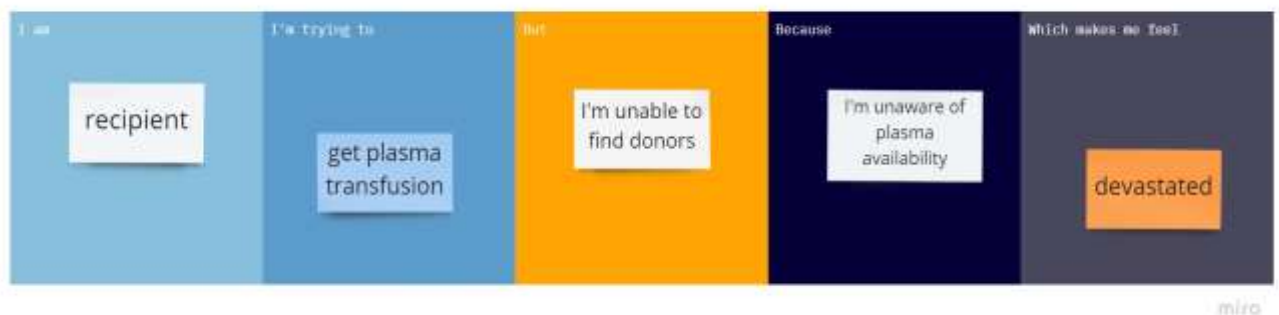 I am
recipient
I'm trying to
get plasma
transfusion
But
I'm unable to
find donors
Because
I'm unaware of
plasma
availability
Which makes me feel
devastated
miro